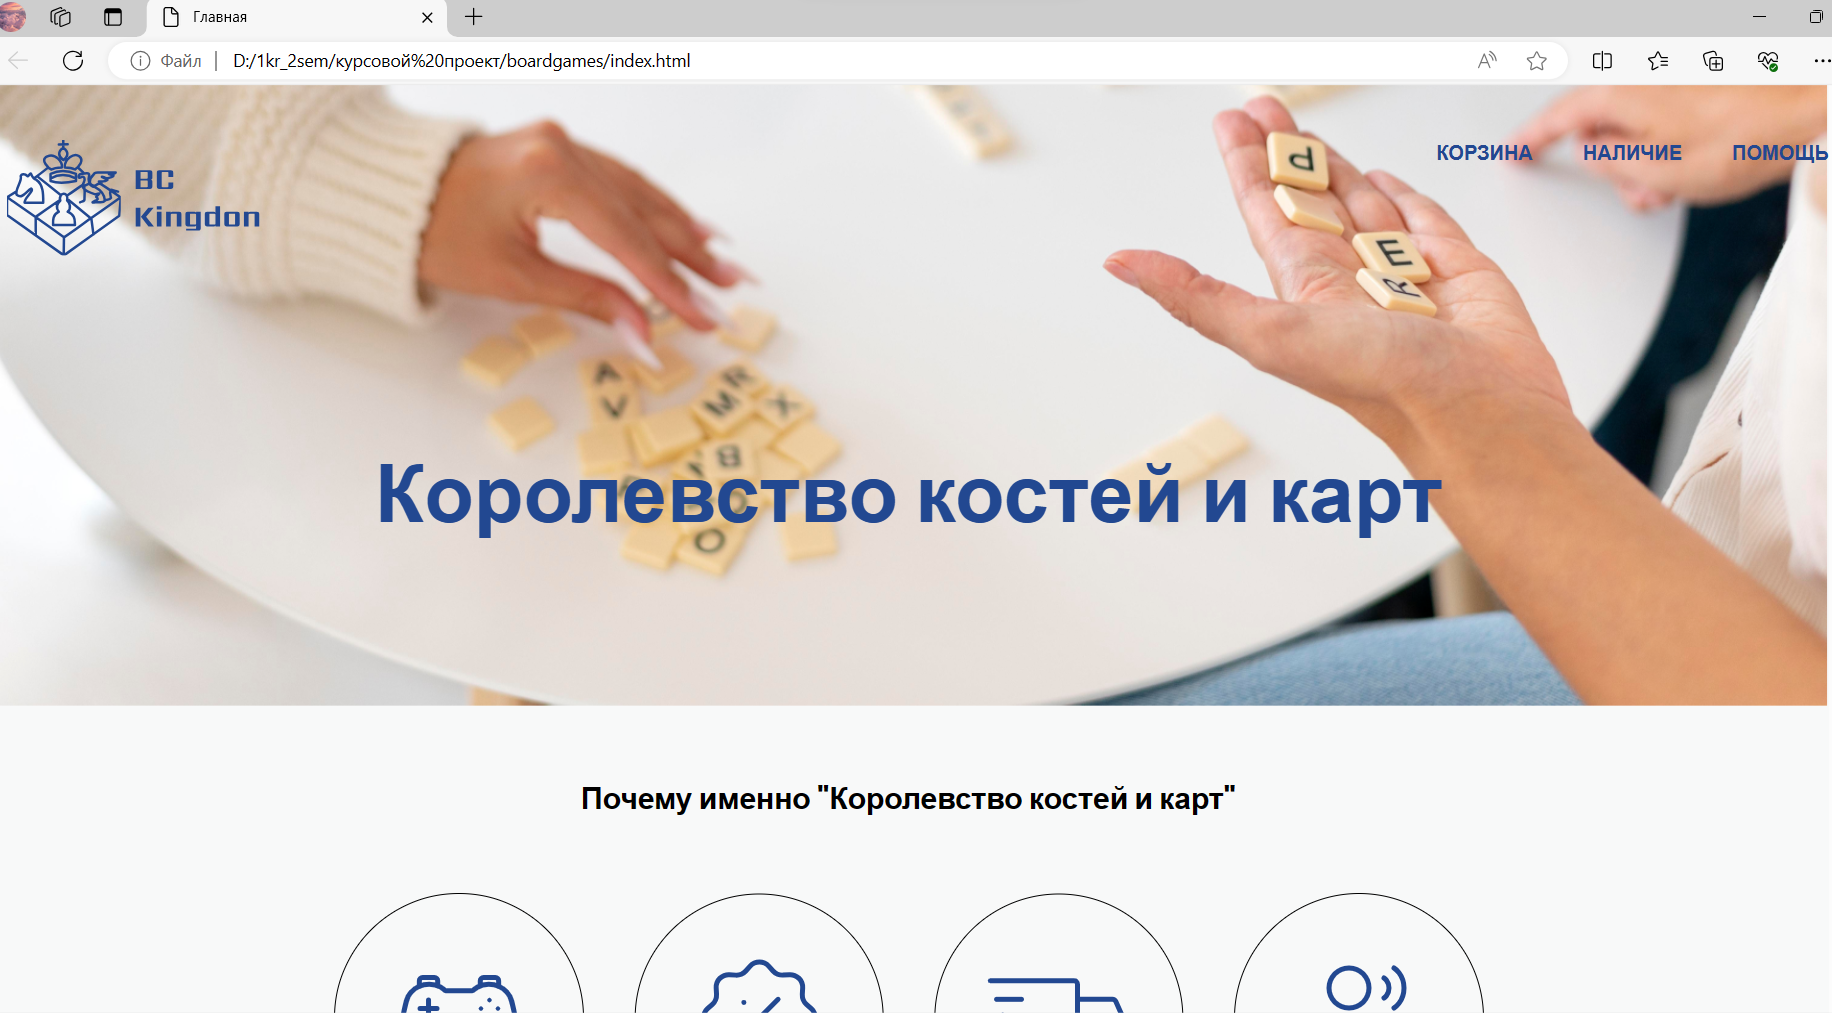 Главная
Файл
D:/1kr_2sem/курсовой%20проект/boardgames/index.html
BC
Kingdon
КОРЗИНА
НАЛИЧИЕ
ПОМОЩЬ
P
E
R
A
V
R
M
X
B
O
Королевство костей и карт
Почему именно "Королевство костей и карт"